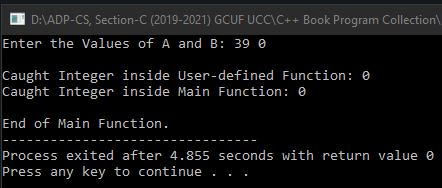 D:\ADP-CS, Section-C (2019-2021) GCUF UCC\C++ Book Program Collection\
Enter the Values of A and B: 39 0
Caught Integer inside User-defined Function: 0
Caught Integer inside Main Function: 0
End of Main Function.
--------------------------------
Process exited after 4.855 seconds with return value 0
Press any key to continue . . .